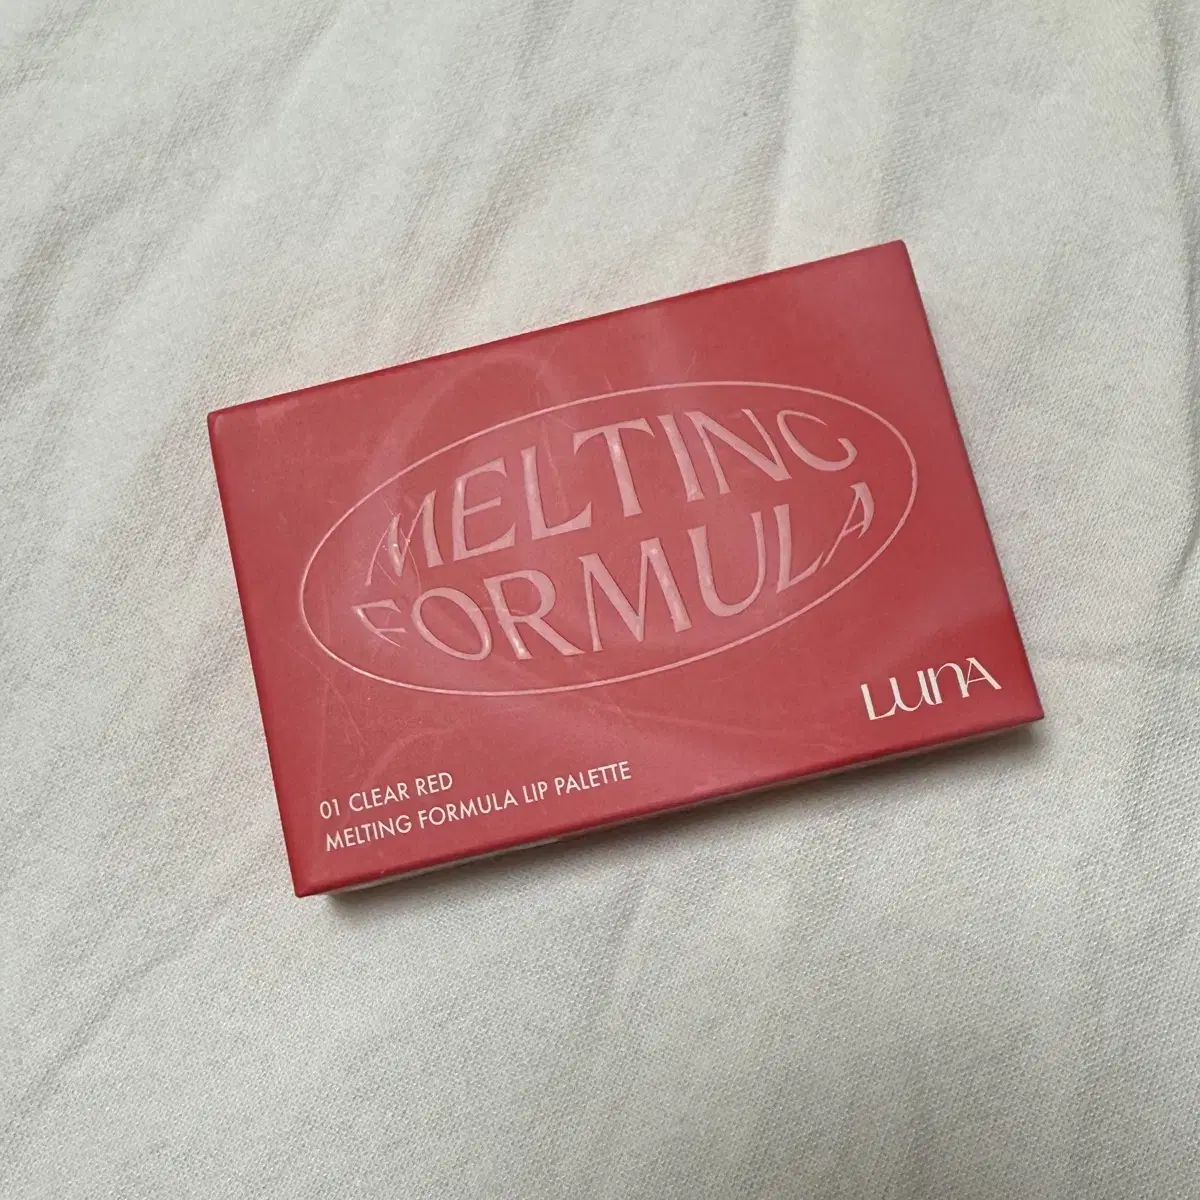 MELTING
FORMULA
LUNA
01 CLEAR RED
MELTING FORMULA LIP PALETTE